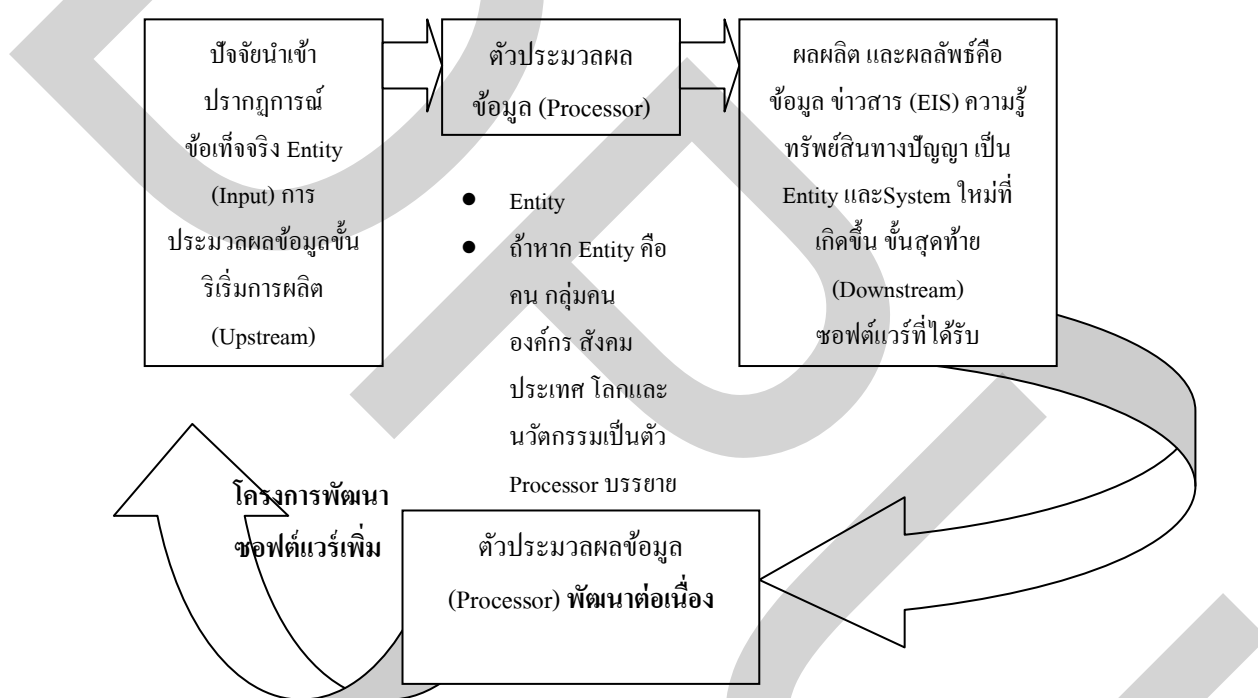 ปัจจัยนำเข้า
ปรากฏการณ์
ข้อเท็จจริง Entity
(Input) การ
ประมวลผลข้อมูลขั้น
ริเริ่มการผลิต
(Upstream)
ตัวประมวลผล
ข้อมูล (Processor)
● Entity
● ถ้าหาก Entity คือ
คน กลุ่มคน
องค์กร สังคม
ประเทศ โลกและ
นวัตกรรมเป็นตัว
Processor บรรยาย
ผลผลิต และผลลัพธ์คือ
ข้อมูล ข่าวสาร (EIS) ความรู้
ทรัพย์สินทางปัญญา เป็น
Entity และSystem ใหม่ที่
เกิดขึ้น ขั้นสุดท้าย
(Downstream)
ซอฟต์แวร์ที่ได้รับ
ตัวประมวลผลข้อมูล
(Processor) พัฒนาต่อเนื่อง
โครงการพัฒนา
ซอฟต์แวร์เพิ่ม